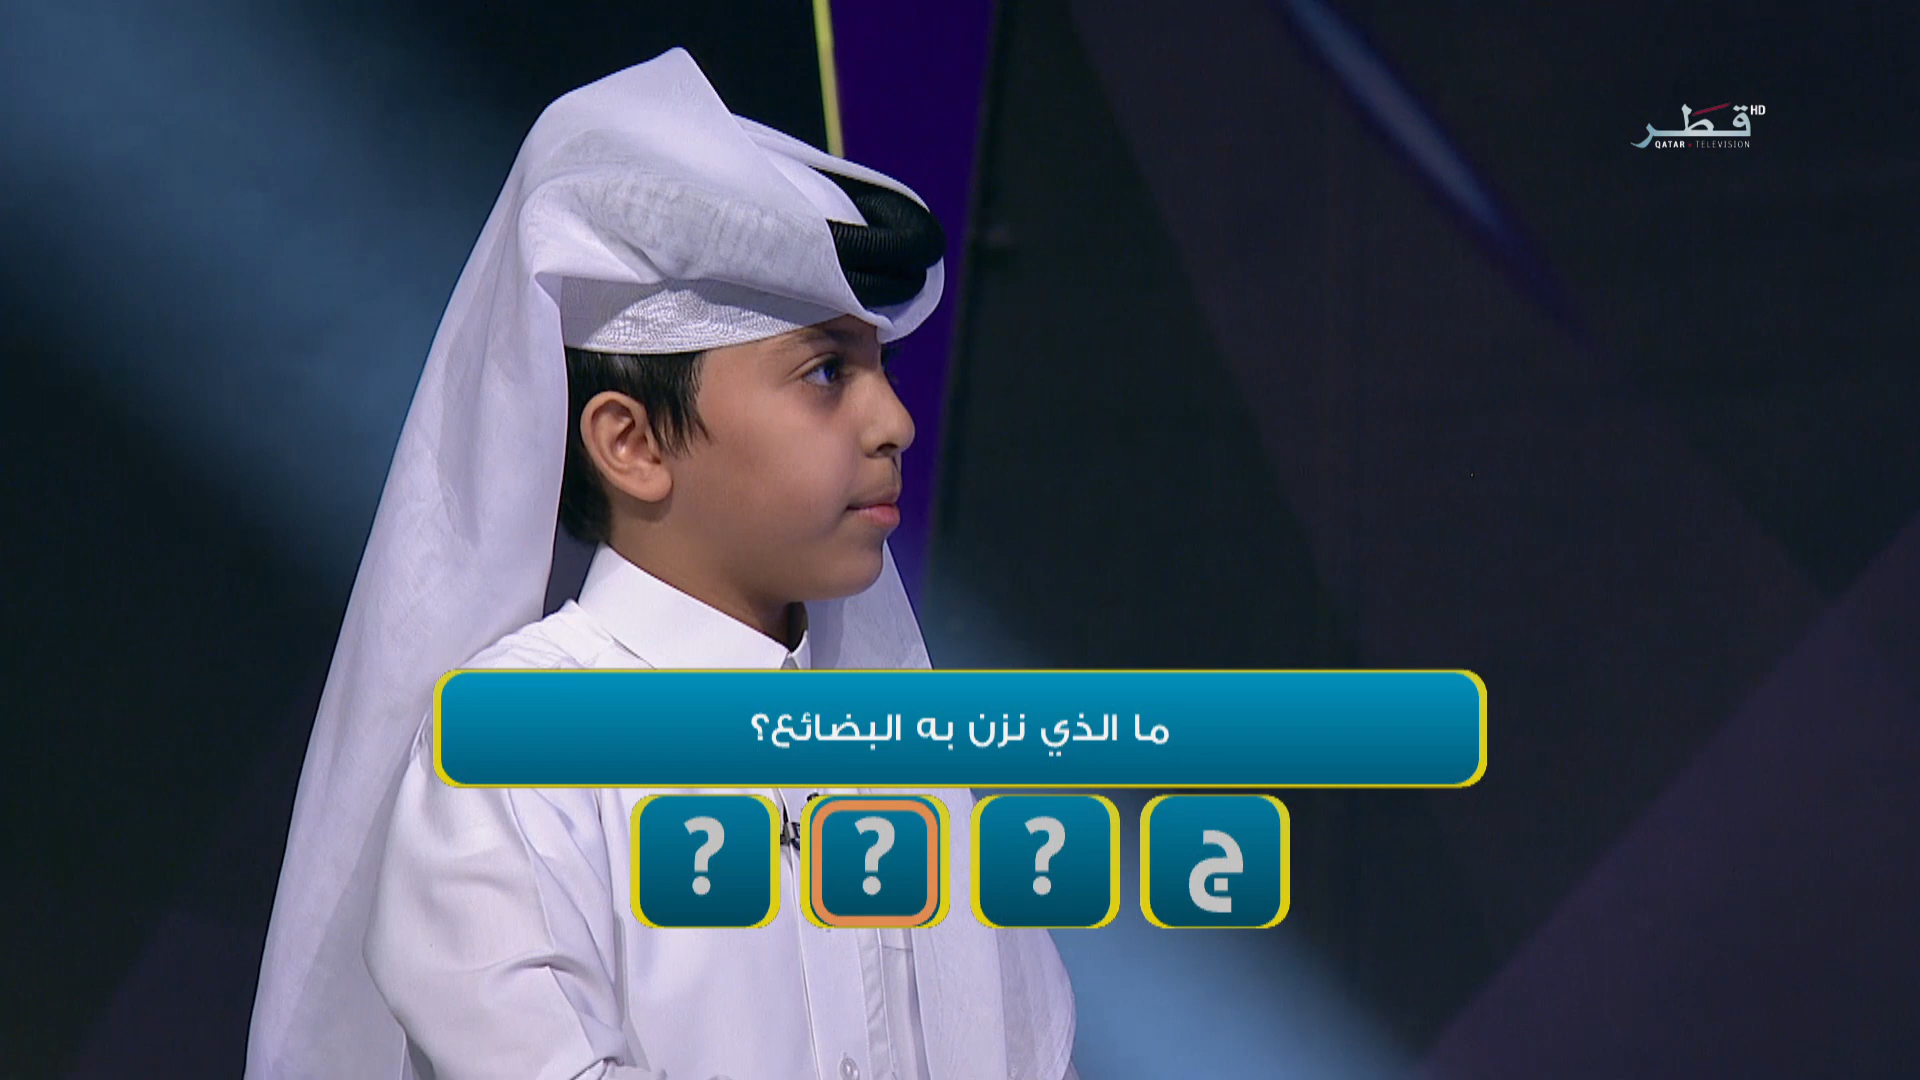 قطر HD
QATAR TELEVISION
ما الذي نزن به البضائع؟
ج ? ? ?